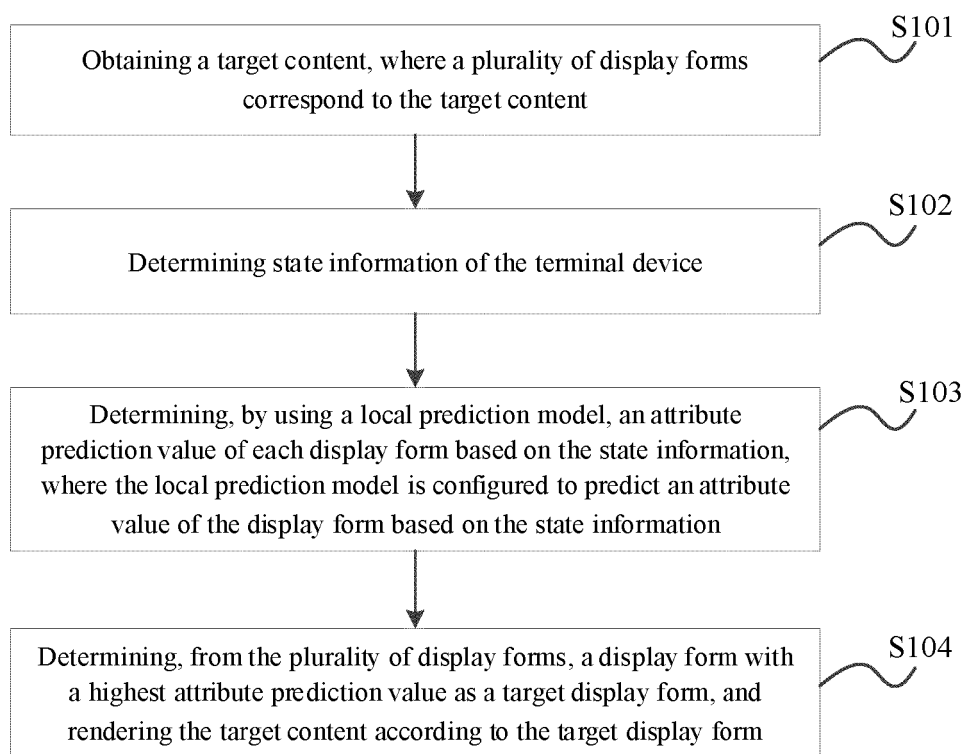 S101
Obtaining a target content, where a plurality of display forms
correspond to the target content
S102
Determining state information of the terminal device
S103
Determining, by using a local prediction model, an attribute
prediction value of each display form based on the state information,
where the local prediction model is configured to predict an attribute
value of the display form based on the state information
S104
Determining, from the plurality of display forms, a display form with
a highest attribute prediction value as a target display form, and
rendering the target content according to the target display form